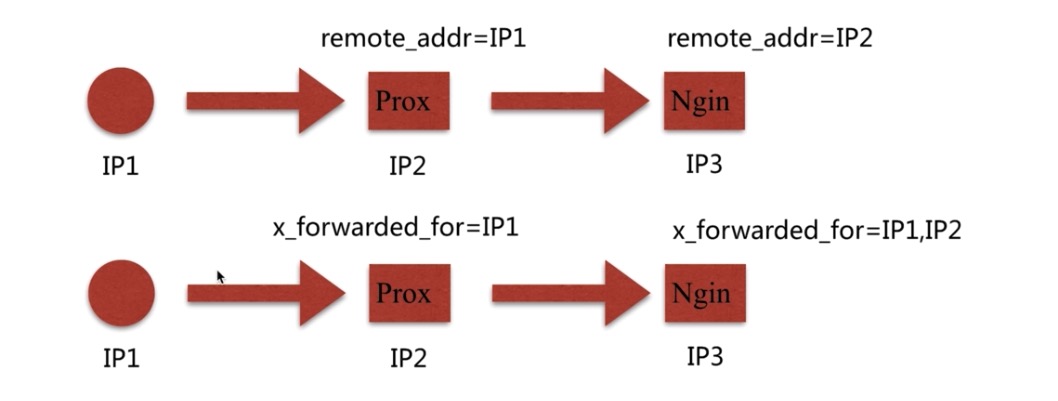 remote_addr=IP1
remote_addr=IP2
Prox
Ngin
IP1
IP2
IP3
x_forwarded_for=IP1
x_forwarded_for=IP1,IP2
Prox
Ngin
IP1
IP2
IP3